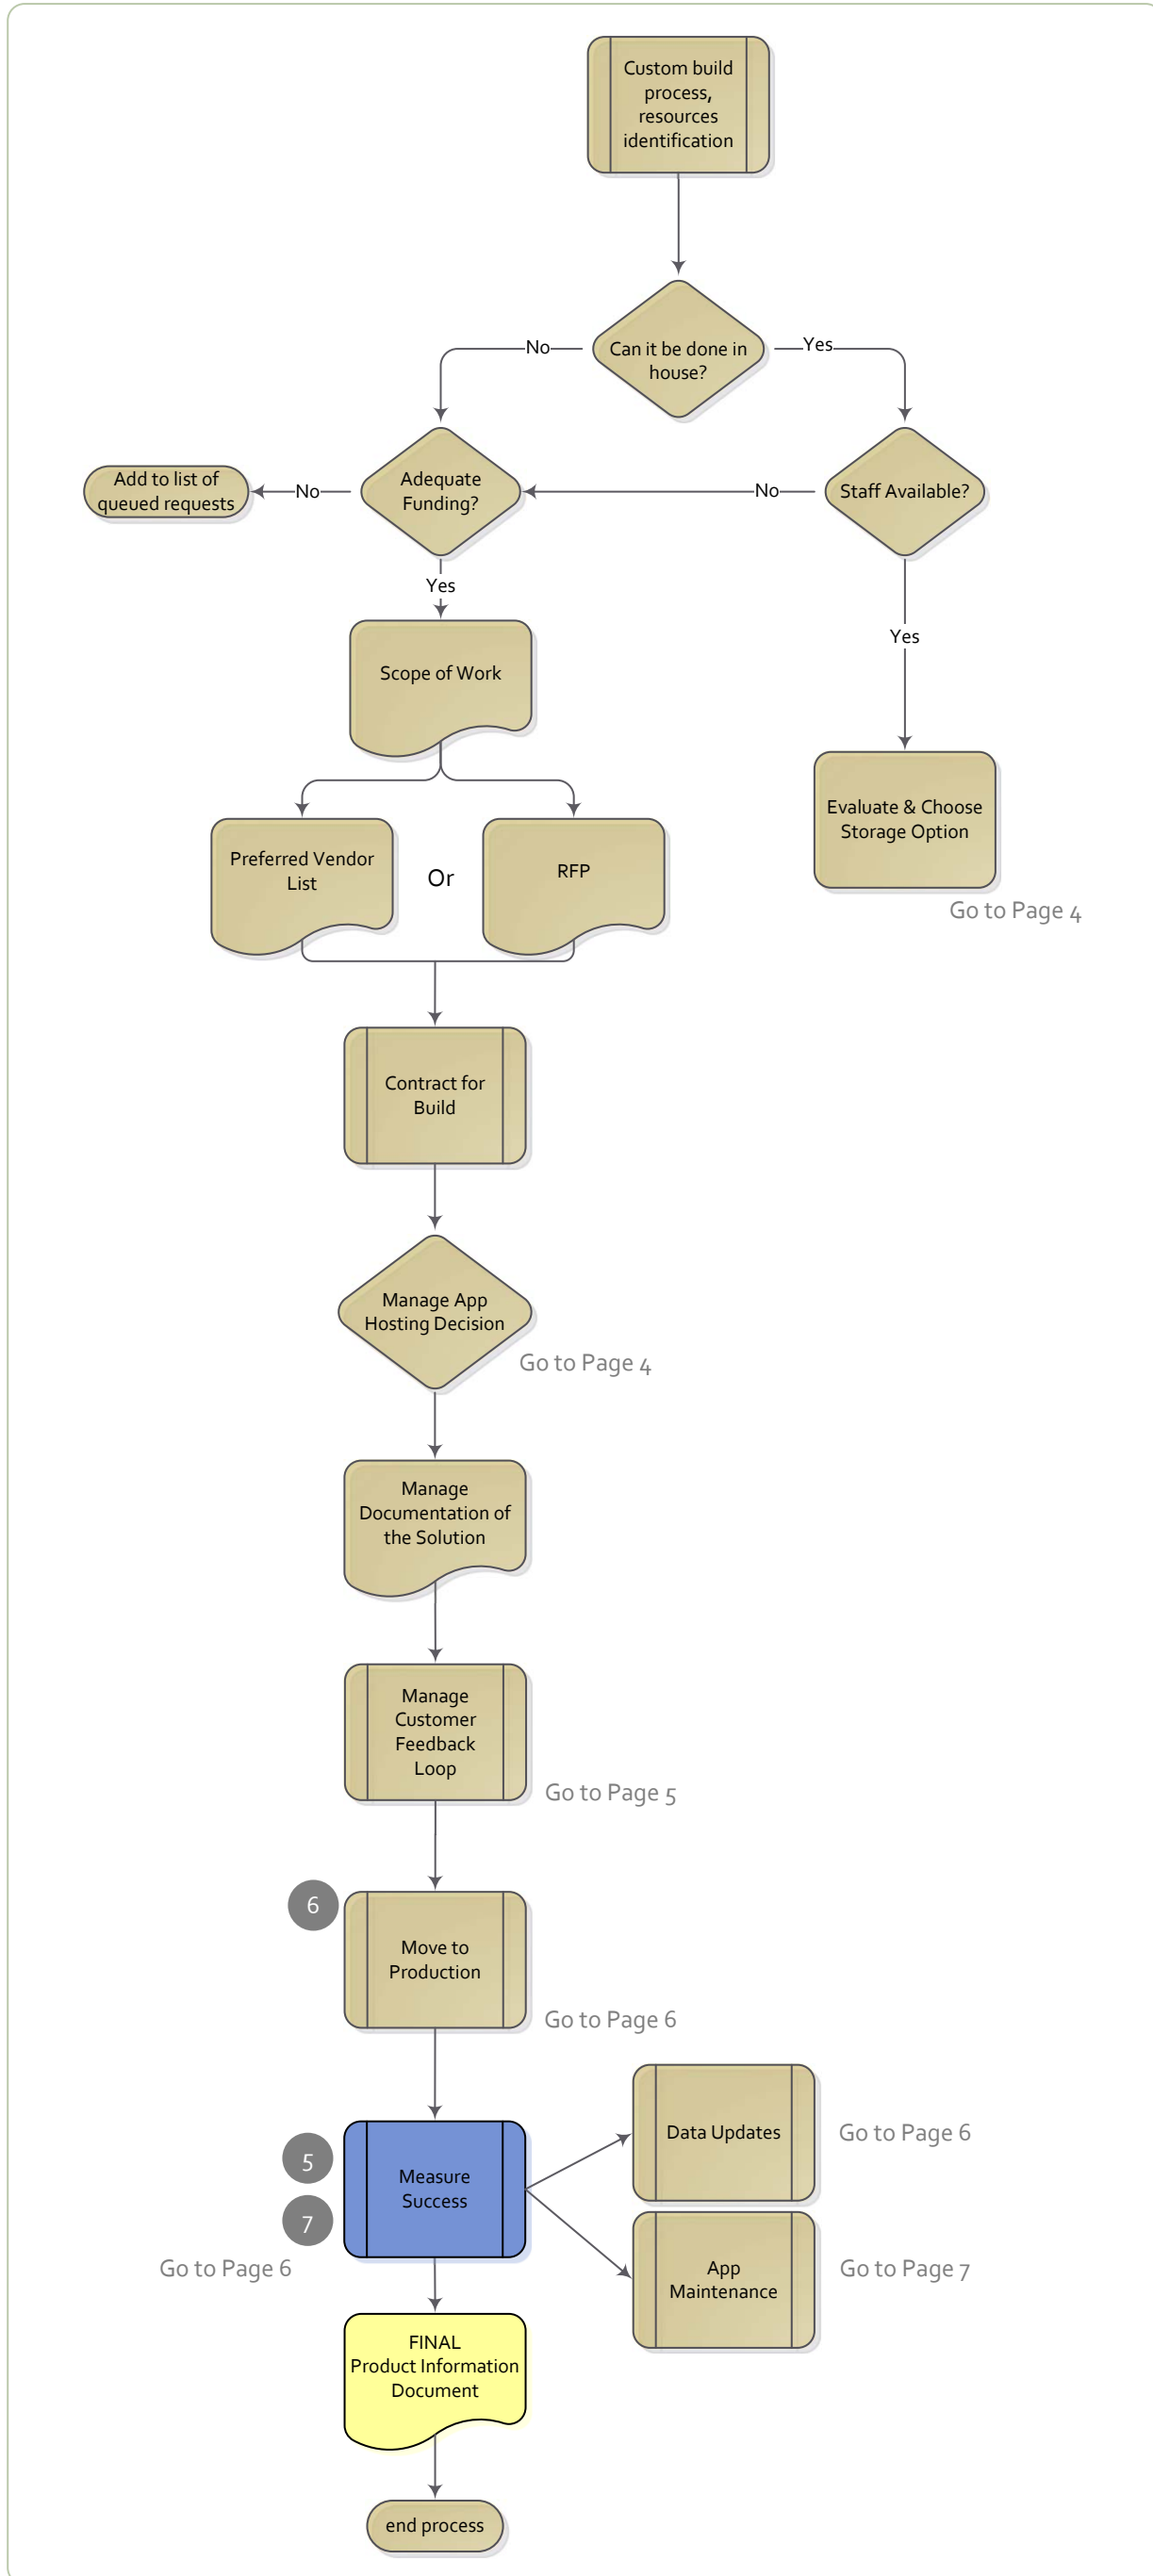 Custom build
process,
resources
identification
Can it be done in
house?
No
Yes
Add to list of
queued requests
No
Adequate
Funding?
No
Staff Available?
Yes
Yes
Scope of Work
Preferred Vendor
List
Or
RFP
Evaluate & Choose
Storage Option
Go to Page 4
Contract for
Build
Manage App
Hosting Decision
Go to Page 4
Manage
Documentation of
the Solution
Manage
Customer
Feedback
Loop
Go to Page 5
6
Move to
Production
Go to Page 6
5
7
Measure
Success
Go to Page 6
Data Updates
Go to Page 6
App
Maintenance
Go to Page 7
FINAL
Product Information
Document
end process